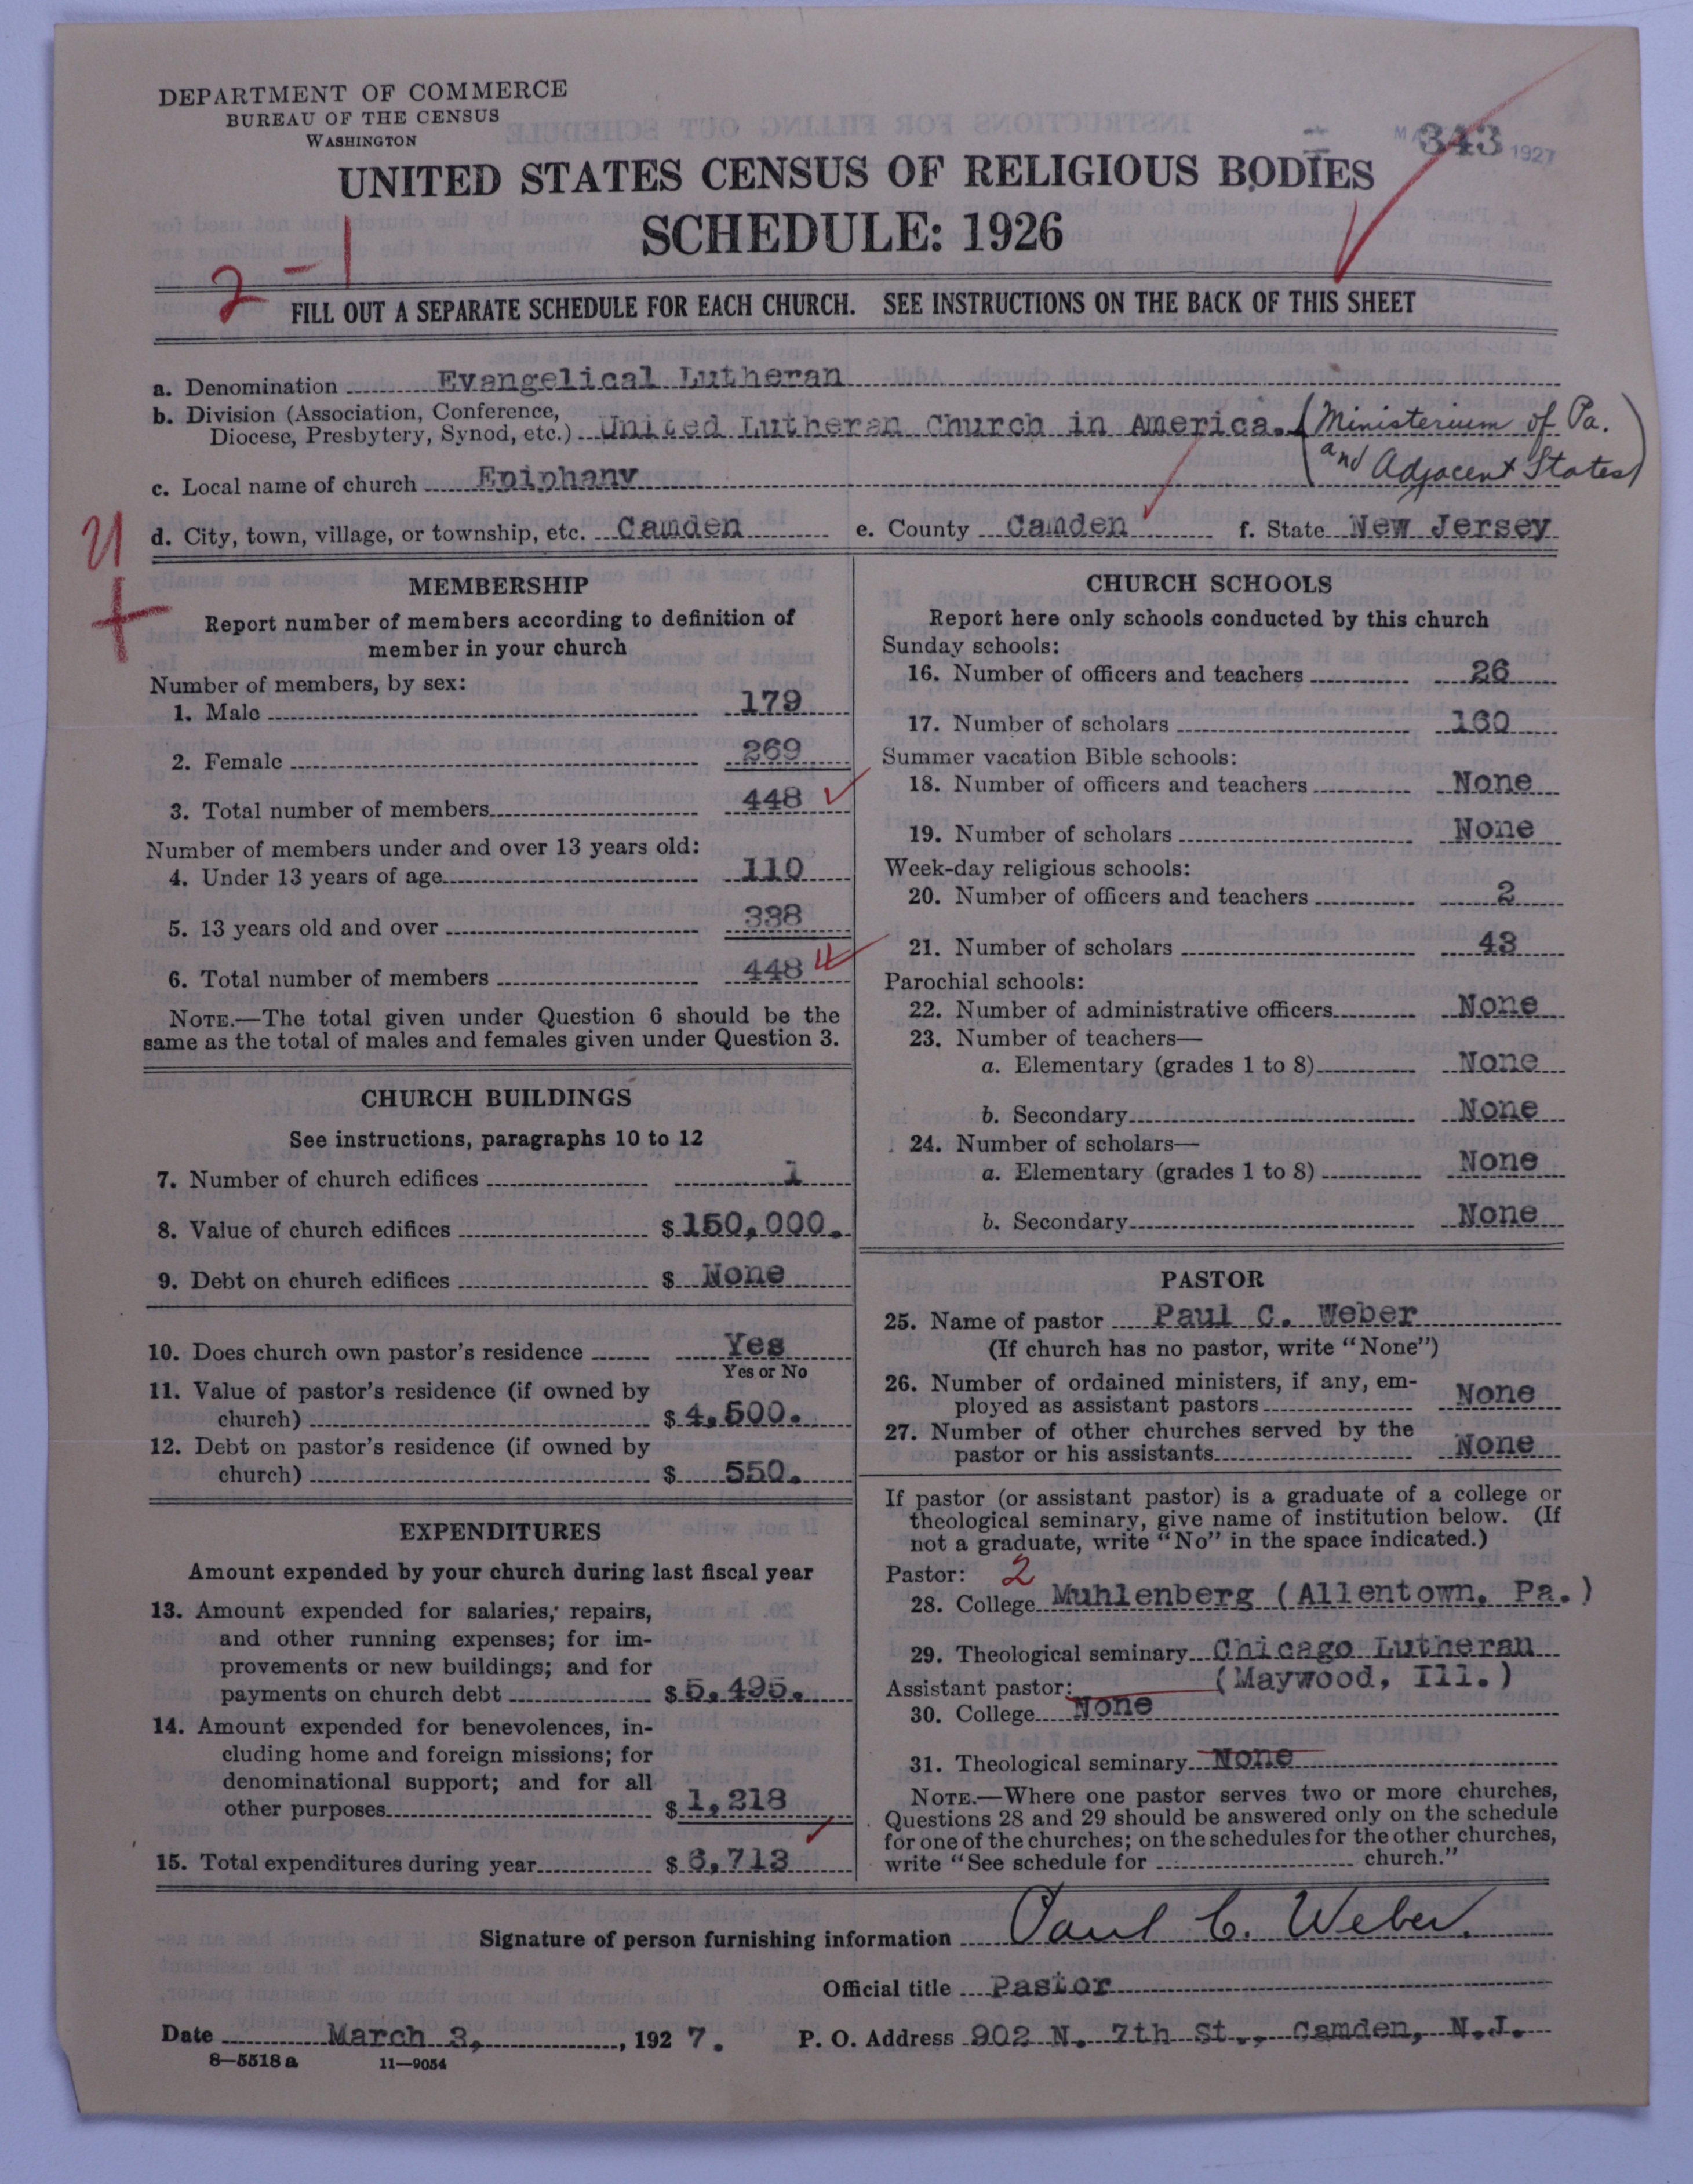 DEPARTMENT OF COMMERCE
BUREAU OF THE CENSUS
WASHINGTON
343
1927
UNITED STATES CENSUS OF RELIGIOUS BODIES
SCHEDULE: 1926
2 - 1
FILL OUT A SEPARATE SCHEDULE FOR EACH CHURCH. SEE INSTRUCTIONS ON THE BACK OF THIS SHEET
a. Denomination Evangelical Lutheran
b. Division (Association, Conference,
Diocese, Presbytery, Synod, etc.) United Lutheran Church in America. (Ministerium of Pa.
and Adjacent States)
c. Local name of church Epiphany
d. City, town, village, or township, etc. Camden e. County Camden f. State New Jersey
MEMBERSHIP
Report number of members according to definition of
member in your church
Number of members, by sex:
1. Male 179
2. Female 269
3. Total number of members 448
Number of members under and over 13 years old:
4. Under 13 years of age 110
5. 13 years old and over 338
6. Total number of members 448
NOTE.—The total given under Question 6 should be the
same as the total of males and females given under Question 3.
CHURCH BUILDINGS
See instructions, paragraphs 10 to 12
7. Number of church edifices 1
8. Value of church edifices $ 150,000.
9. Debt on church edifices $ None
10. Does church own pastor's residence Yes
Yes or No
11. Value of pastor's residence (if owned by
church) $ 4,500.
12. Debt on pastor's residence (if owned by
church) $ 550.
EXPENDITURES
Amount expended by your church during last fiscal year
13. Amount expended for salaries, repairs,
and other running expenses; for im-
provements or new buildings; and for
payments on church debt $ 5,495.
14. Amount expended for benevolences, in-
cluding home and foreign missions; for
denominational support; and for all
other purposes $ 1,218
15. Total expenditures during year $ 6,713
CHURCH SCHOOLS
Report here only schools conducted by this church
Sunday schools:
16. Number of officers and teachers 26
17. Number of scholars 160
Summer vacation Bible schools:
18. Number of officers and teachers None
19. Number of scholars None
Week-day religious schools:
20. Number of officers and teachers 2
21. Number of scholars 43
Parochial schools:
22. Number of administrative officers None
23. Number of teachers—
a. Elementary (grades 1 to 8) None
b. Secondary None
24. Number of scholars—
a. Elementary (grades 1 to 8) None
b. Secondary None
PASTOR
25. Name of pastor Paul C. Weber
(If church has no pastor, write "None")
26. Number of ordained ministers, if any, em-
ployed as assistant pastors None
27. Number of other churches served by the
pastor or his assistants None
If pastor (or assistant pastor) is a graduate of a college or
theological seminary, give name of institution below. (If
not a graduate, write "No" in the space indicated.)
Pastor: 2
28. College Muhlenberg (Allentown, Pa.)
29. Theological seminary Chicago Lutheran
(Maywood, Ill.)
Assistant pastor:
30. College None
31. Theological seminary None
NOTE.—Where one pastor serves two or more churches,
Questions 28 and 29 should be answered only on the schedule
for one of the churches; on the schedules for the other churches,
write "See schedule for church."
Signature of person furnishing information Paul C. Weber.
Official title Pastor
Date March 3, , 192 7. P. O. Address 902 N. 7th St., Camden, N.J.
8—5518 a 11—9054